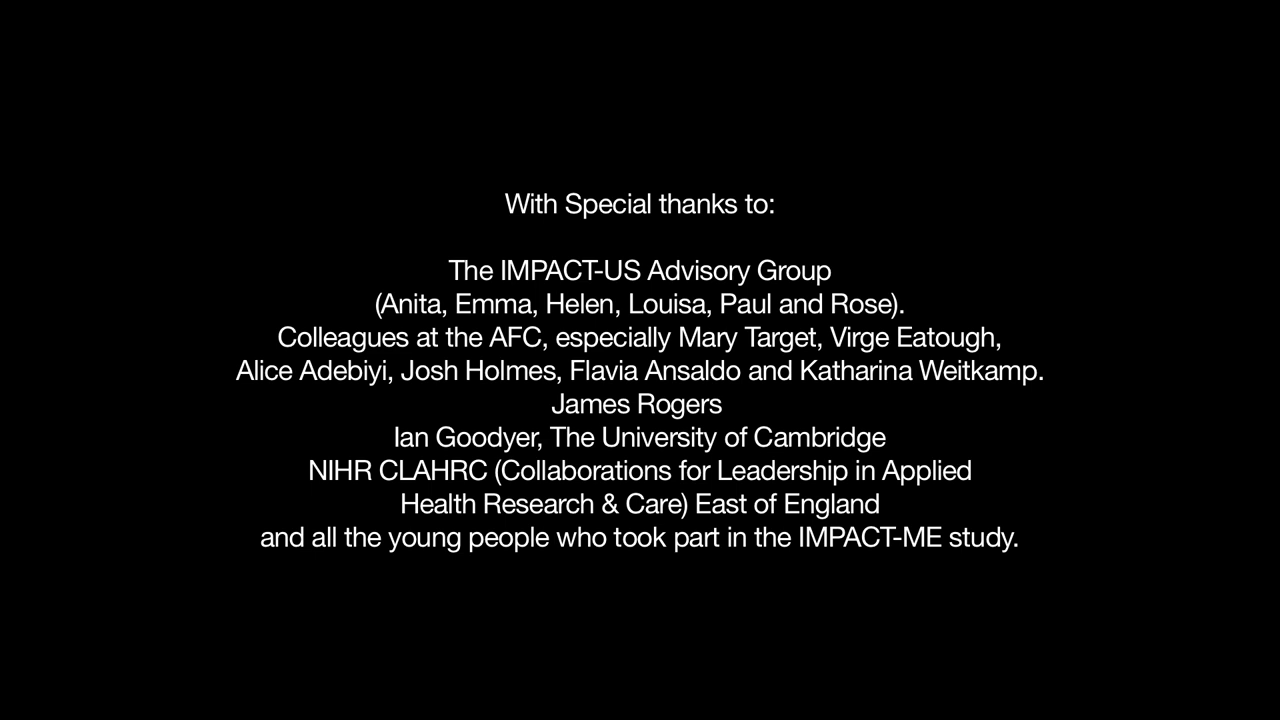 With Special thanks to:
The IMPACT-US Advisory Group
(Anita, Emma, Helen, Louisa, Paul and Rose).
Colleagues at the AFC, especially Mary Target, Virge Eatough,
Alice Adebiyi, Josh Holmes, Flavia Ansaldo and Katharina Weitkamp.
James Rogers
Ian Goodyer, The University of Cambridge
NIHR CLAHRC (Collaborations for Leadership in Applied
Health Research & Care) East of England
and all the young people who took part in the IMPACT-ME study.